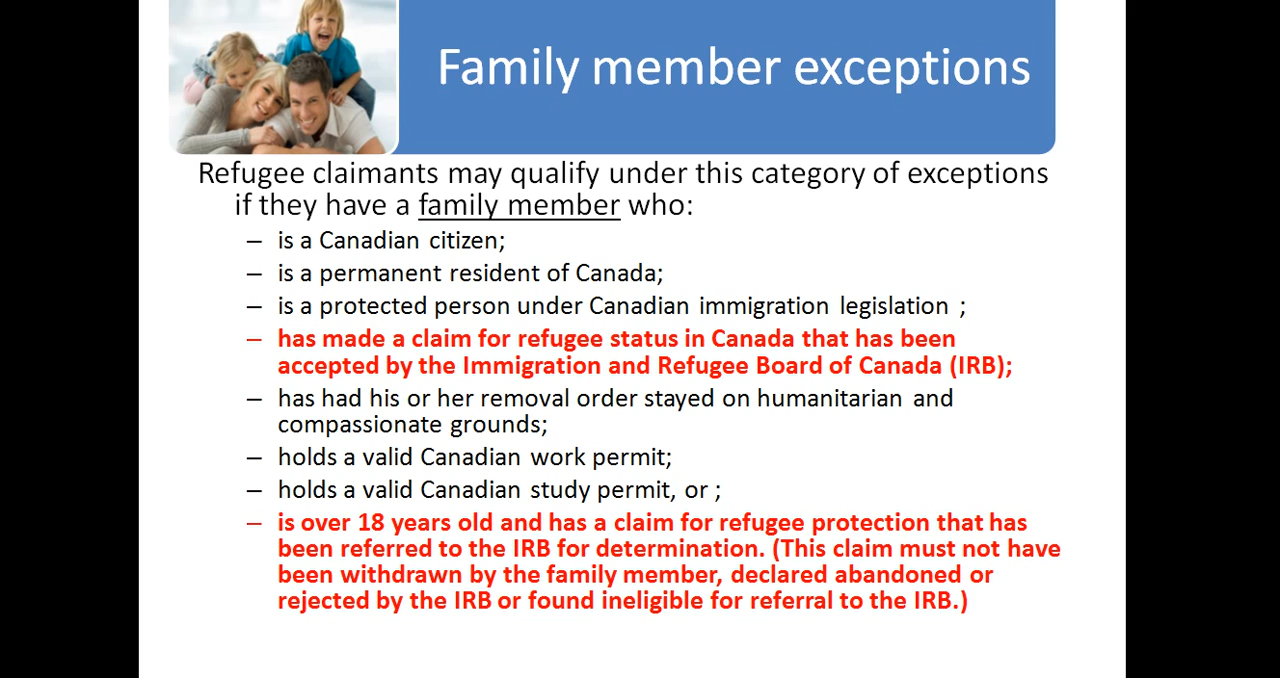 Family member exceptions
Refugee claimants may qualify under this category of exceptions
if they have a family member who:
– is a Canadian citizen;
– is a permanent resident of Canada;
– is a protected person under Canadian immigration legislation ;
– has made a claim for refugee status in Canada that has been
accepted by the Immigration and Refugee Board of Canada (IRB);
– has had his or her removal order stayed on humanitarian and
compassionate grounds;
– holds a valid Canadian work permit;
– holds a valid Canadian study permit, or ;
– is over 18 years old and has a claim for refugee protection that has
been referred to the IRB for determination. (This claim must not have
been withdrawn by the family member, declared abandoned or
rejected by the IRB or found ineligible for referral to the IRB.)